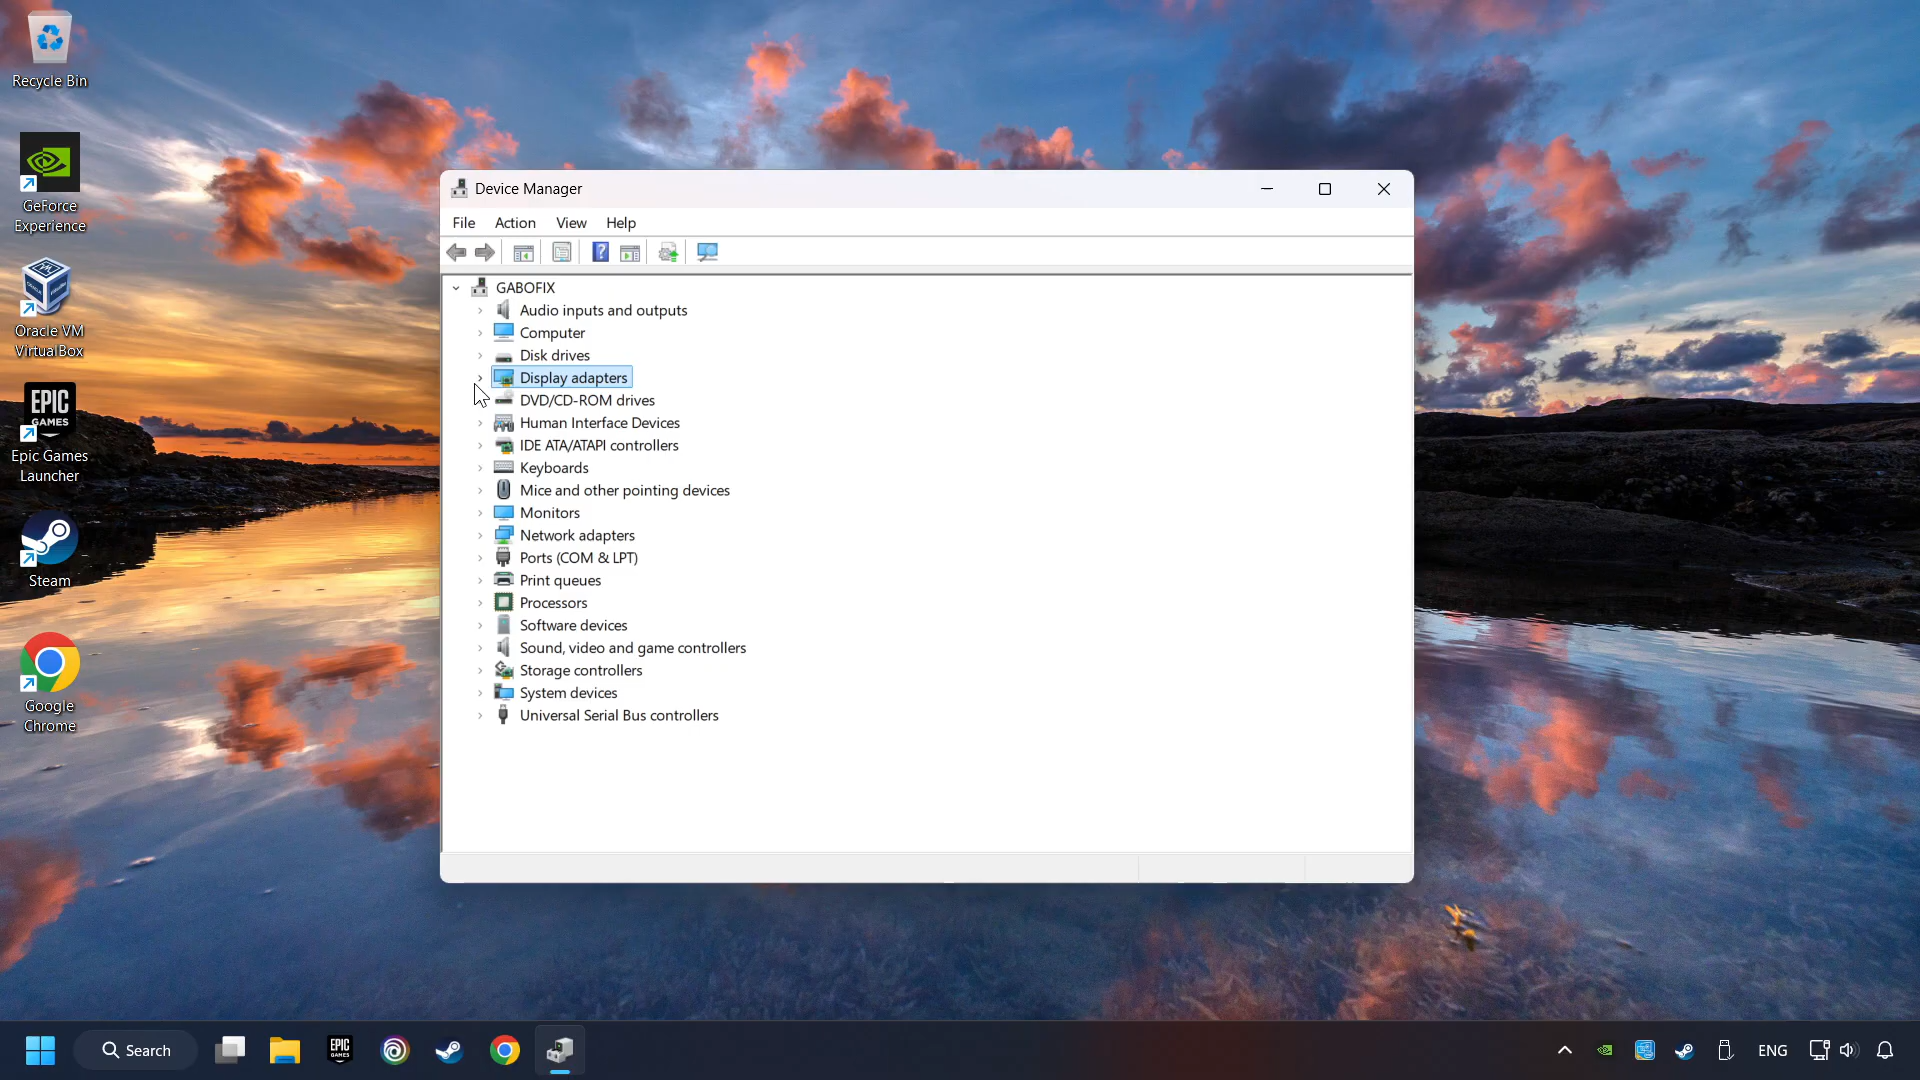 Recycle Bin
GeForce
Experience
Oracle VM
VirtualBox
EPIC
GAMES
Epic Games
Launcher
Steam
Google
Chrome
Device Manager
File Action View Help
?
GABOFIX
Audio inputs and outputs
Computer
Disk drives
Display adapters
DVD/CD-ROM drives
Human Interface Devices
IDE ATA/ATAPI controllers
Keyboards
Mice and other pointing devices
Monitors
Network adapters
Ports (COM & LPT)
Print queues
Processors
Software devices
Sound, video and game controllers
Storage controllers
System devices
Universal Serial Bus controllers
Search
EPIC
GAMES
ENG